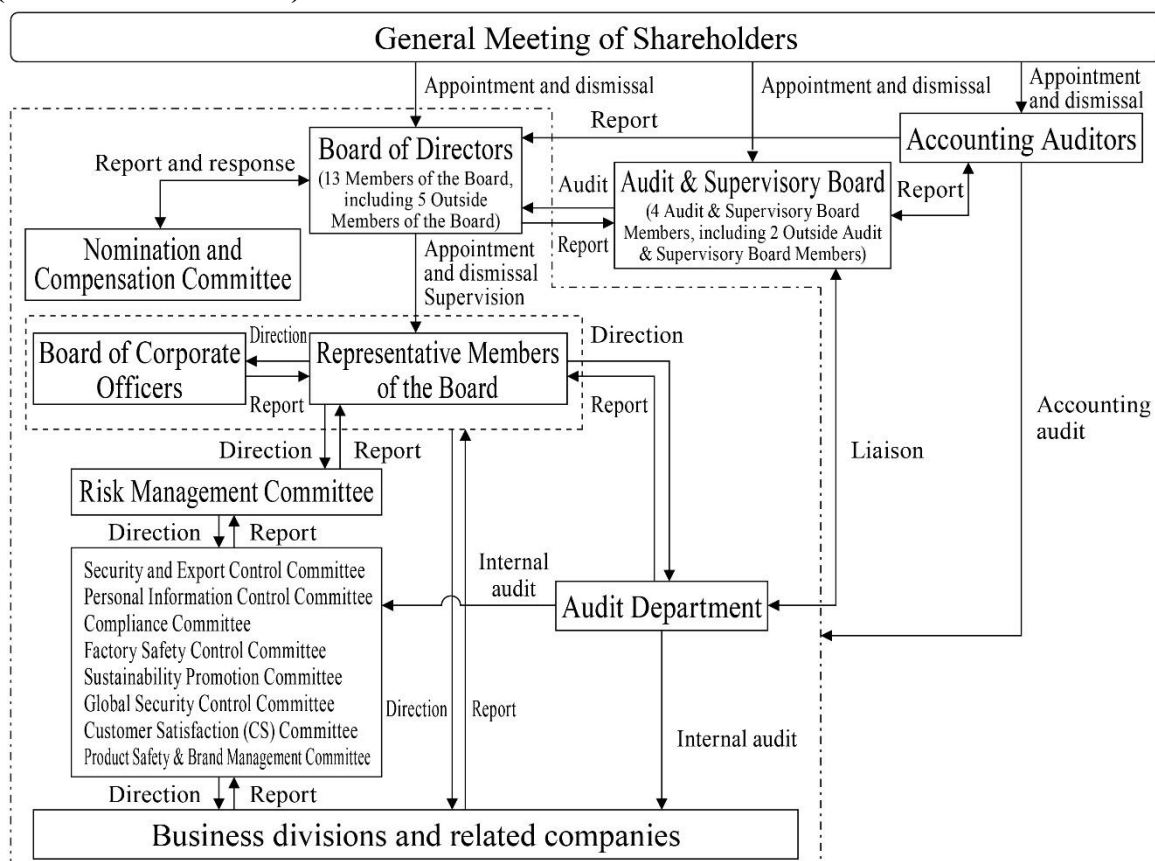 General Meeting of Shareholders
Appointment and dismissal
Appointment and dismissal
Appointment
and dismissal
Report
Accounting Auditors
Board of Directors
(13 Members of the Board,
including 5 Outside
Members of the Board)
Report and response
Audit
Report
Audit & Supervisory Board
(4 Audit & Supervisory Board
Members, including 2 Outside Audit
& Supervisory Board Members)
Report
Nomination and
Compensation Committee
Appointment
and dismissal
Supervision
Board of Corporate
Officers
Direction
Report
Representative Members
of the Board
Direction
Report
Accounting
audit
Liaison
Direction
Report
Risk Management Committee
Direction
Report
Security and Export Control Committee
Personal Information Control Committee
Compliance Committee
Factory Safety Control Committee
Sustainability Promotion Committee
Global Security Control Committee
Customer Satisfaction (CS) Committee
Product Safety & Brand Management Committee
Internal
audit
Audit Department
Direction
Report
Internal audit
Direction
Report
Business divisions and related companies